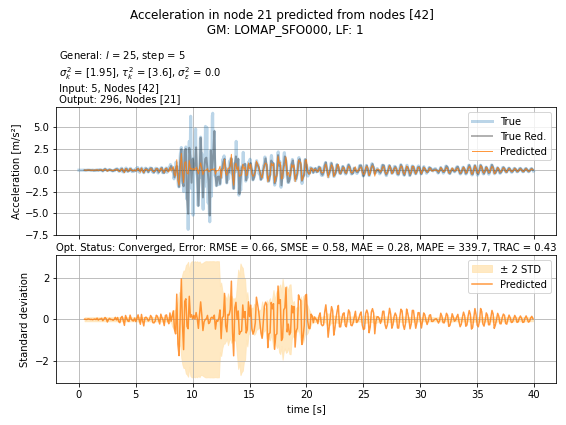 Acceleration in node 21 predicted from nodes [42]
GM: LOMAP_SFO000, LF: 1
General: l = 25, step = 5
σ²ₖ = [1.95], τ²ₖ = [3.6], σ²ε = 0.0
Input: 5, Nodes [42]
Output: 296, Nodes [21]
Acceleration [m/s²]
5.0
2.5
0.0
−2.5
−5.0
−7.5
True
True Red.
Predicted
Opt. Status: Converged, Error: RMSE = 0.66, SMSE = 0.58, MAE = 0.28, MAPE = 339.7, TRAC = 0.43
Standard deviation
2
0
−2
± 2 STD
Predicted
0 5 10 15 20 25 30 35 40
time [s]